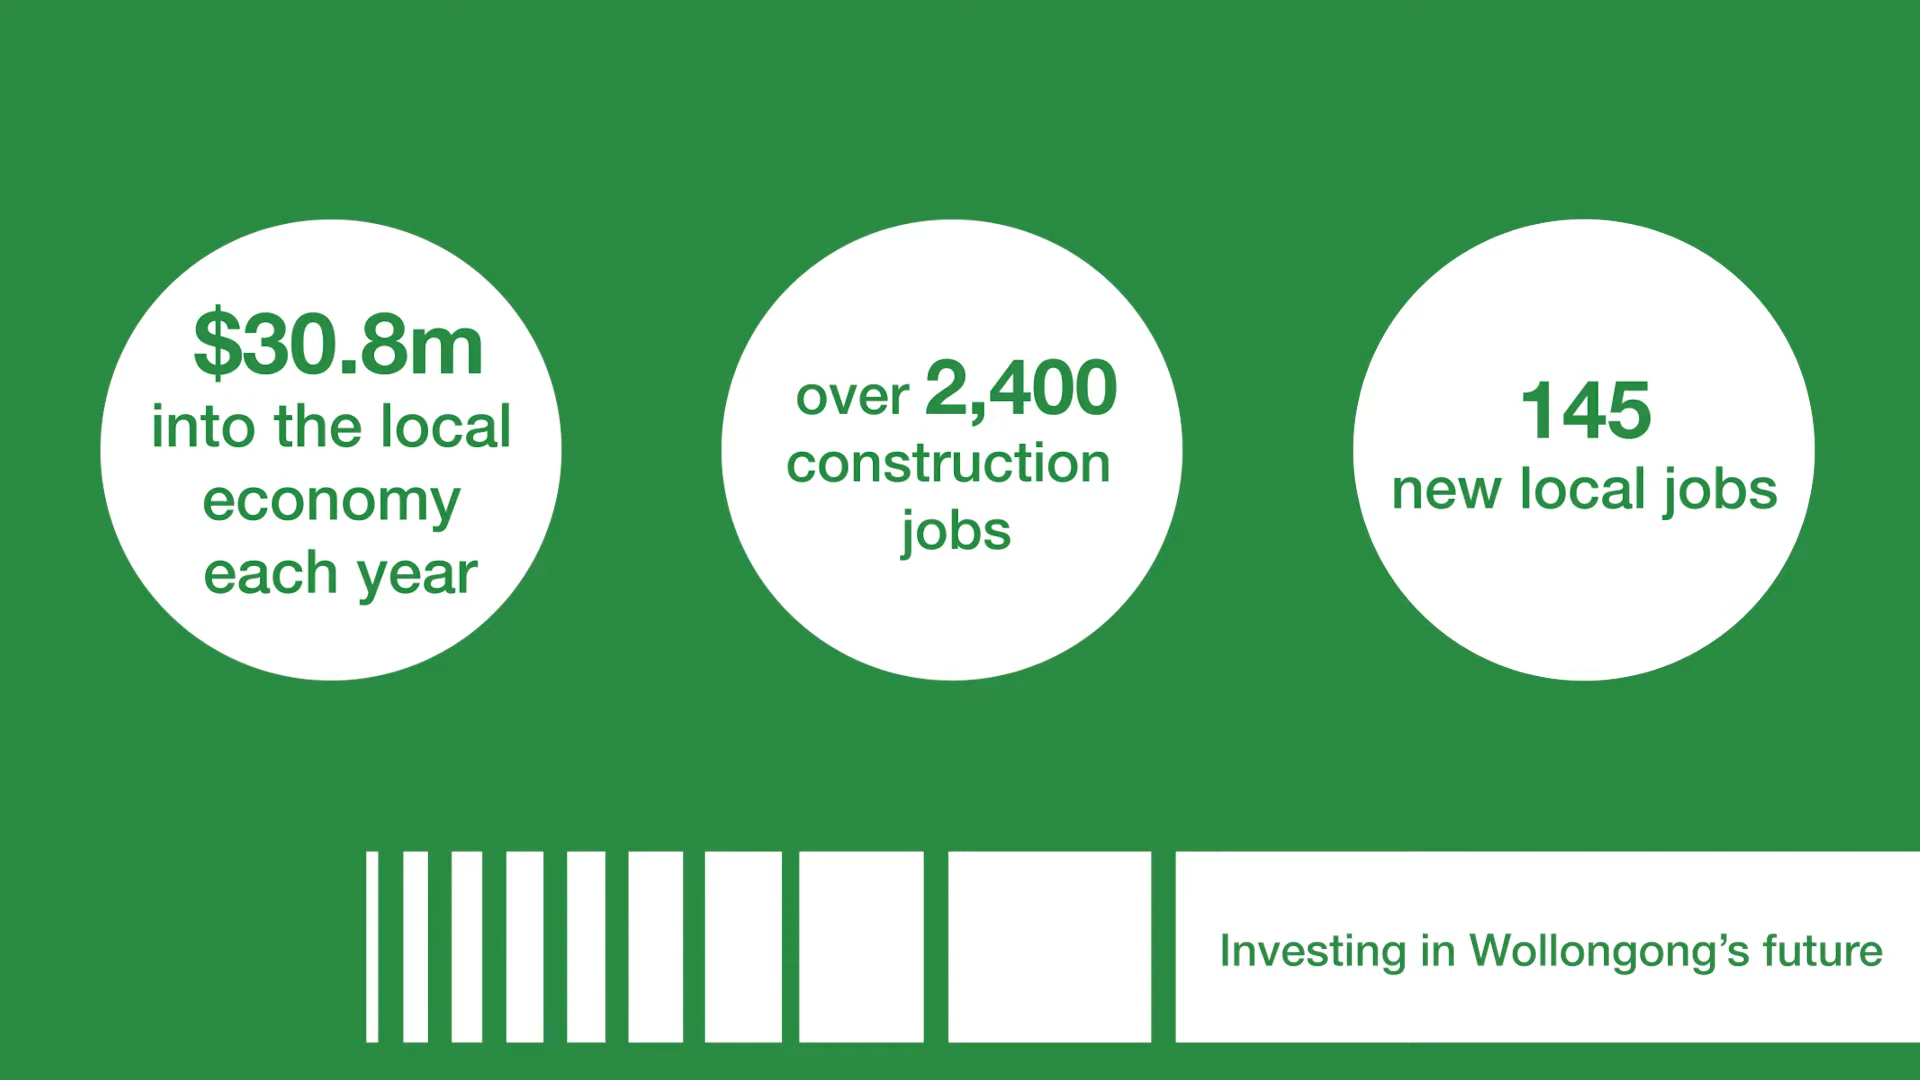 $30.8m
into the local
economy
each year
over 2,400
construction
jobs
145
new local jobs
Investing in Wollongong’s future